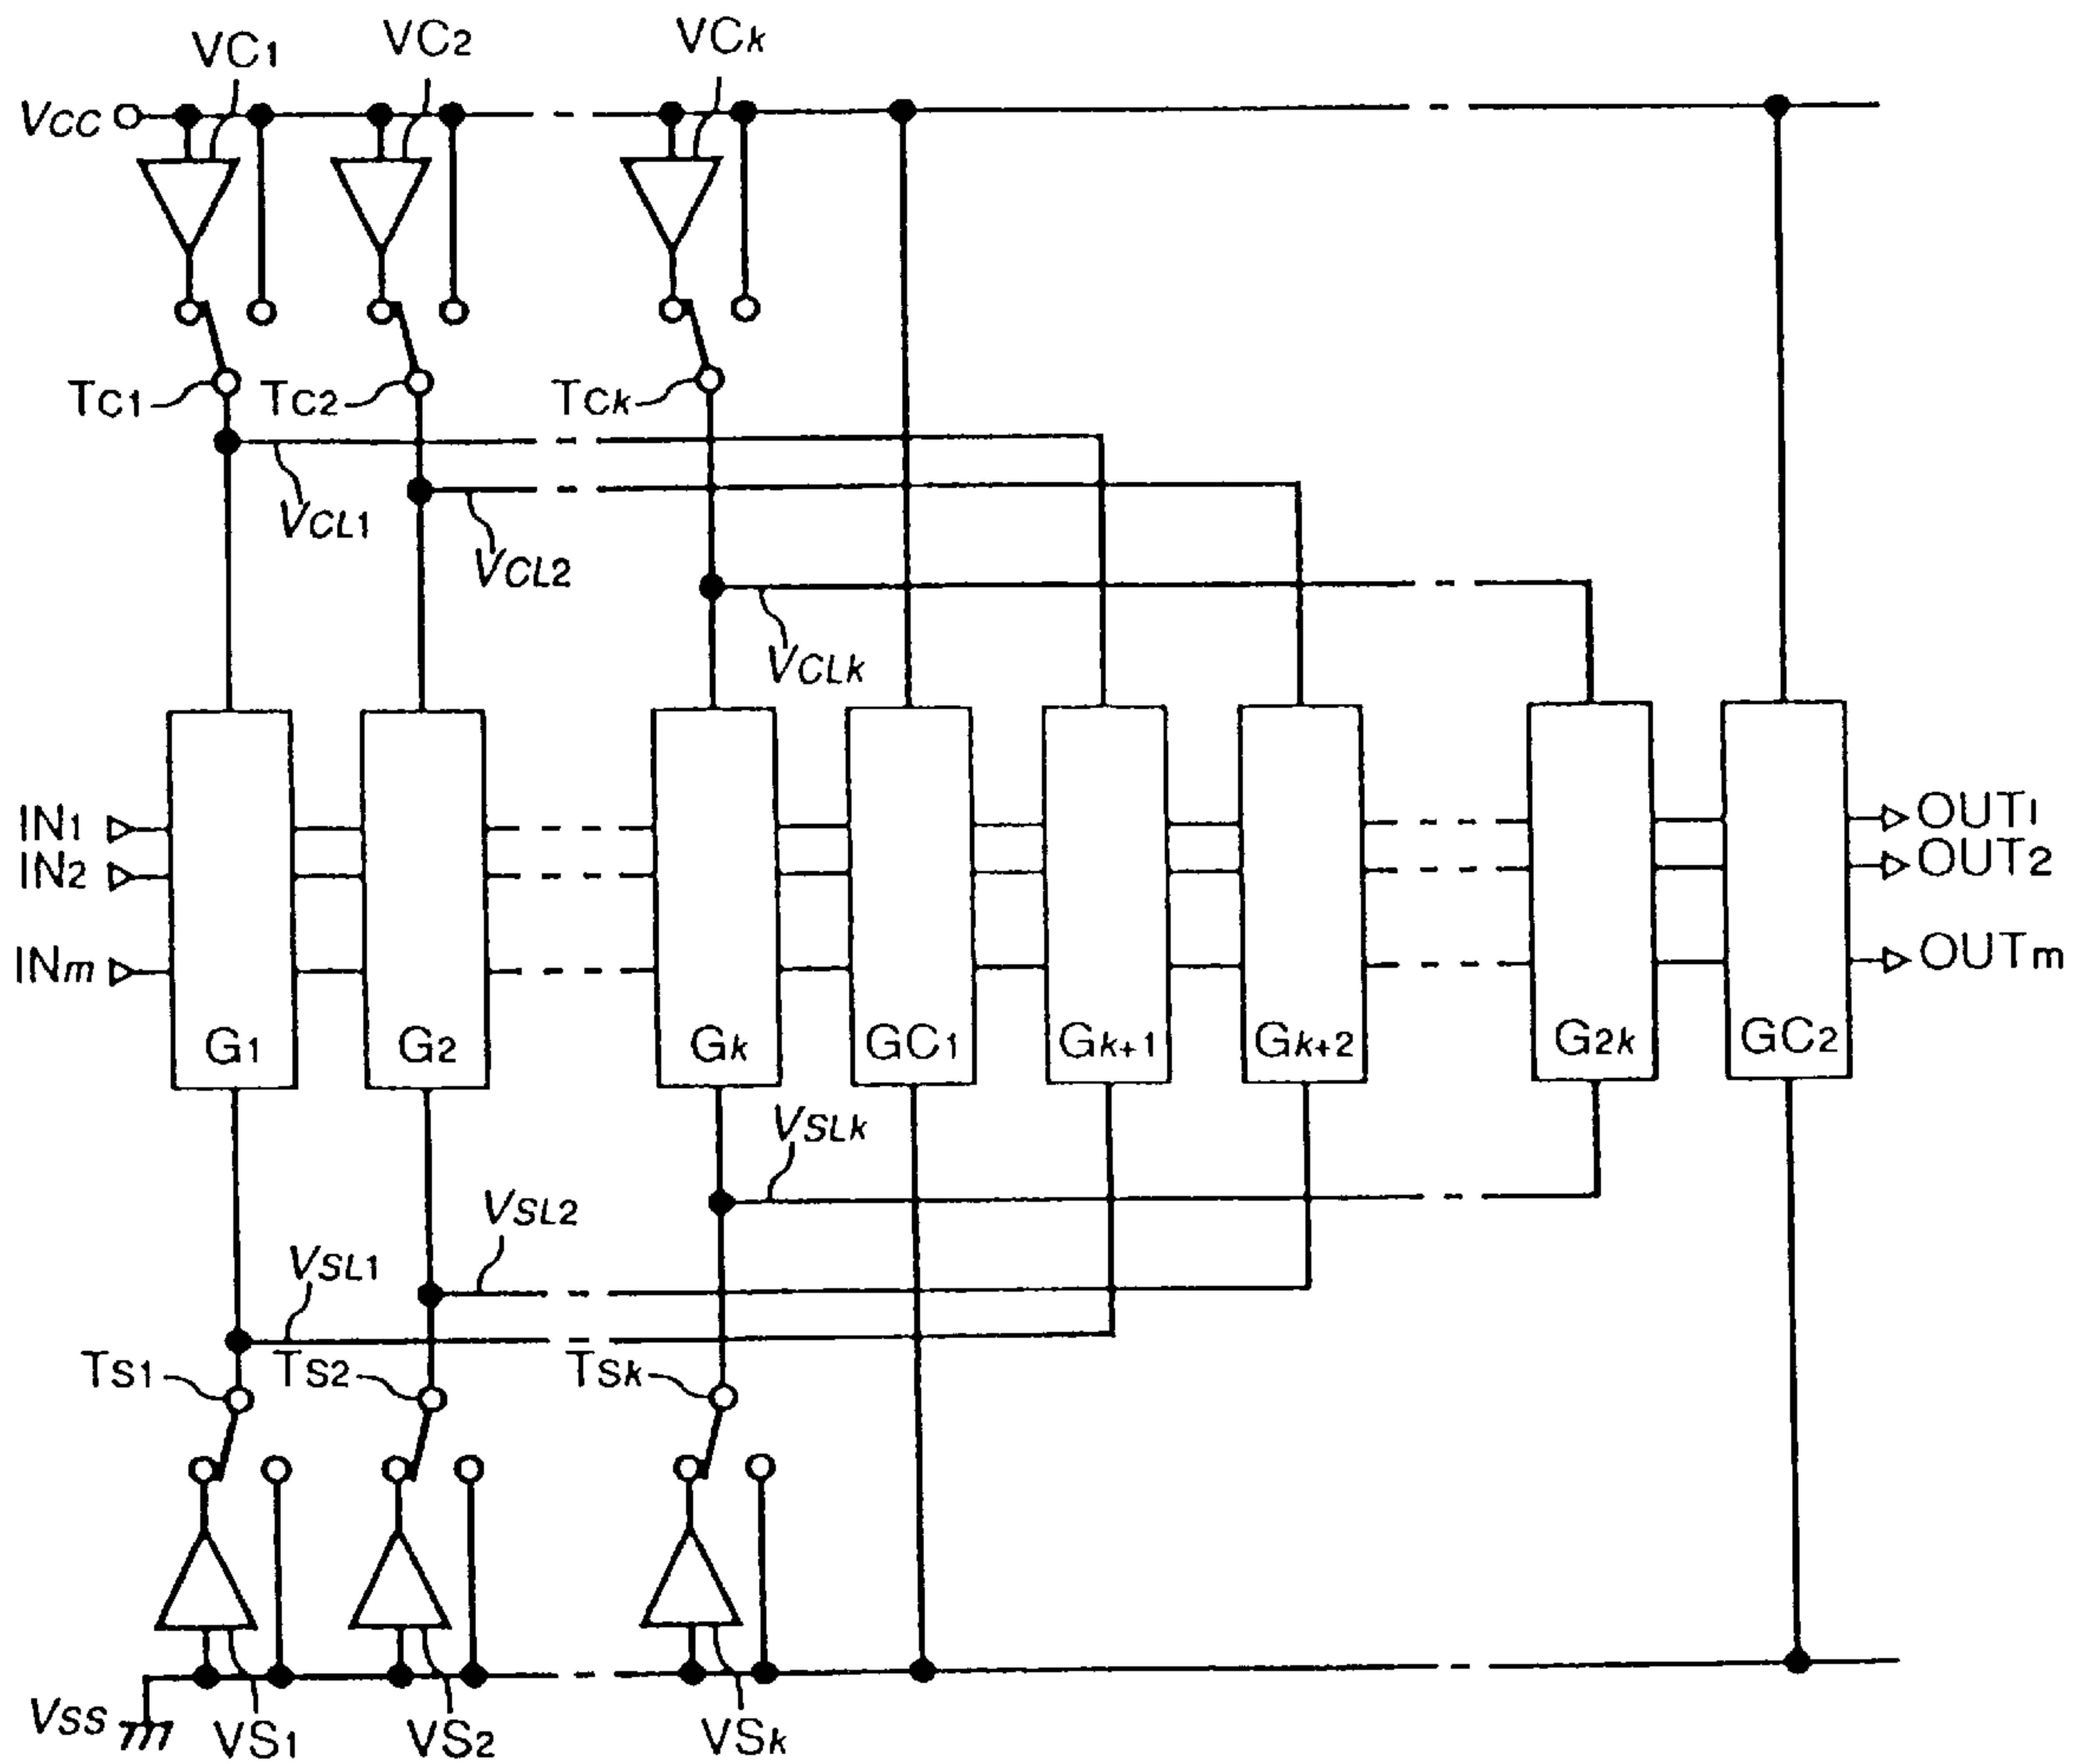 VC1 VC2 VCk
VCC
TC1 TC2 TCk
VCL1
VCL2
VCLk
IN1 OUT1
IN2 OUT2
INm OUTm
G1 G2 Gk GC1 Gk+1 Gk+2 G2k GC2
VSLk
VSL2
VSL1
TS1 TS2 TSk
VSS VS1 VS2 VSk